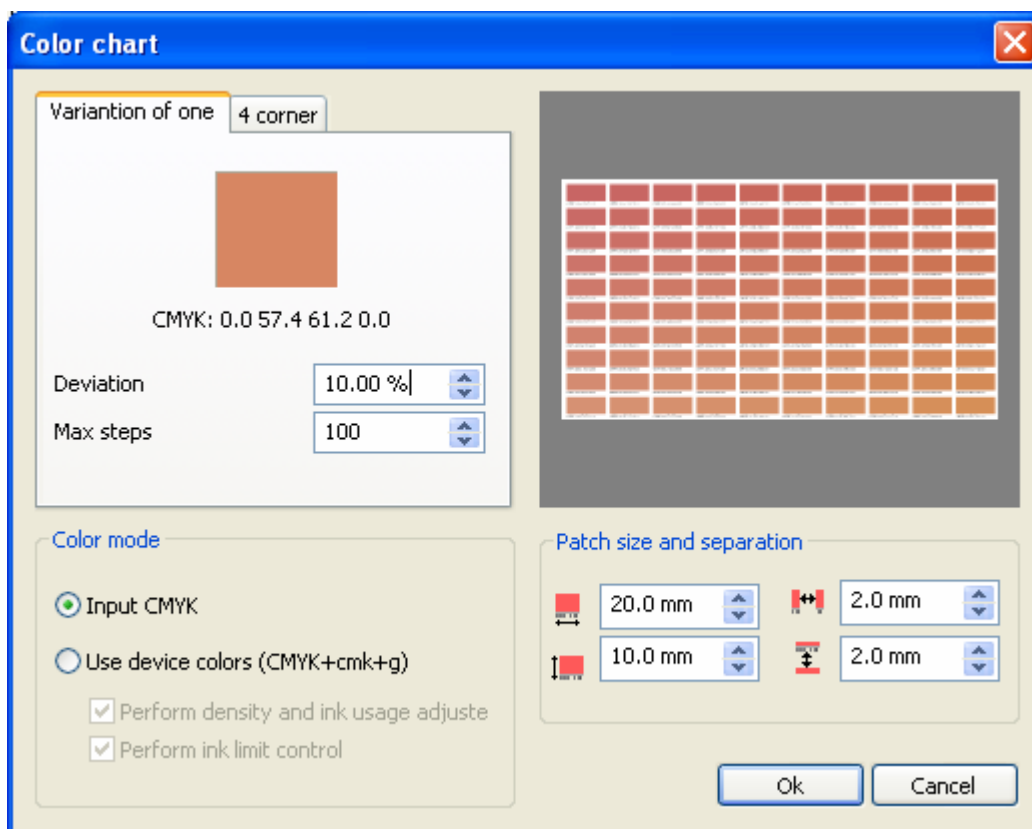 Color chart
Variantion of one
4 corner
CMYK: 0.0 57.4 61.2 0.0
Deviation
10.00 %
Max steps
100
Color mode
Input CMYK
Use device colors (CMYK+cmk+g)
Perform density and ink usage adjuste
Perform ink limit control
Patch size and separation
20.0 mm
2.0 mm
10.0 mm
2.0 mm
Ok
Cancel